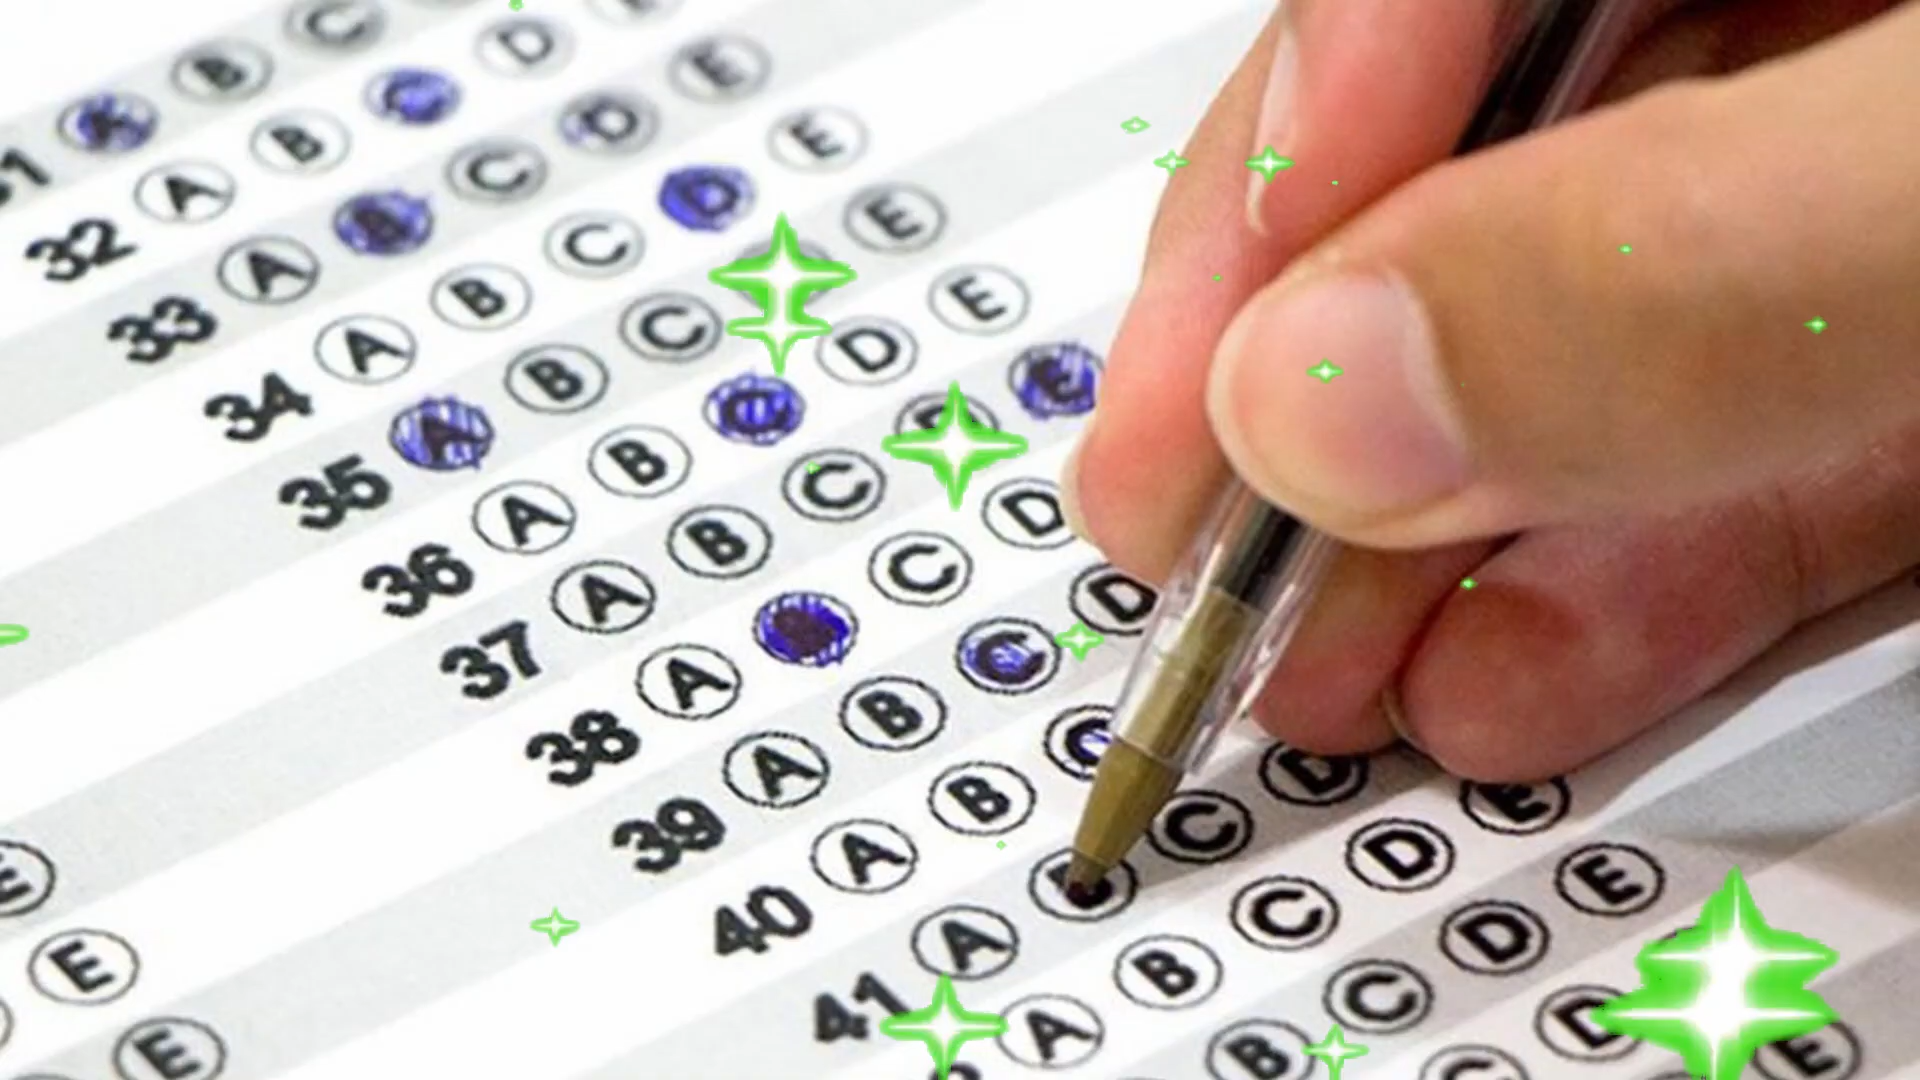 B C
32 A B C D
33 A B C D E
34 A B C D E
35 A B C E
36 A B C D E
37 A B C E
38 A C D
39 A B C D
40 A B C
41 A C D E
A B C D E
B C D E
C D E
E
E
E